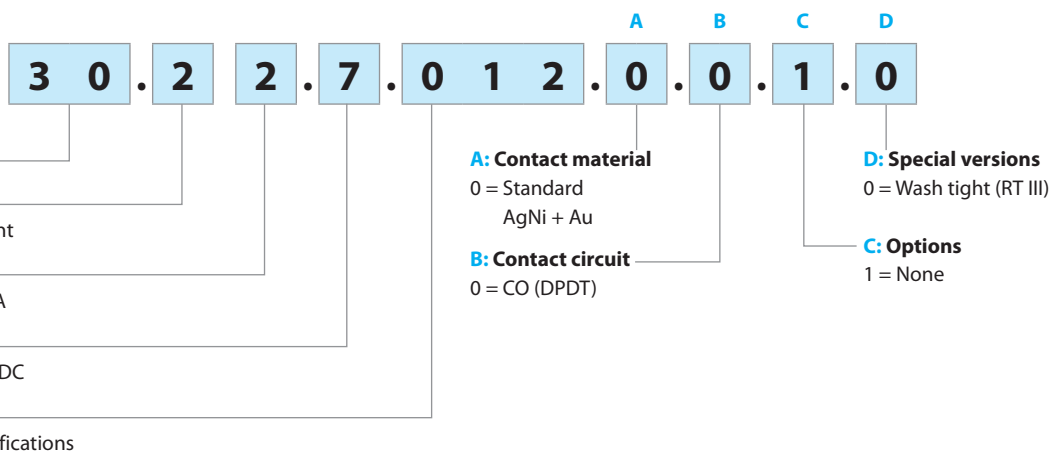 A B C D
3 0 . 2 2 . 7 . 0 1 2 . 0 . 0 . 1 . 0
A: Contact material
0 = Standard
AgNi + Au
B: Contact circuit
0 = CO (DPDT)
D: Special versions
0 = Wash tight (RT III)
C: Options
1 = None
DC